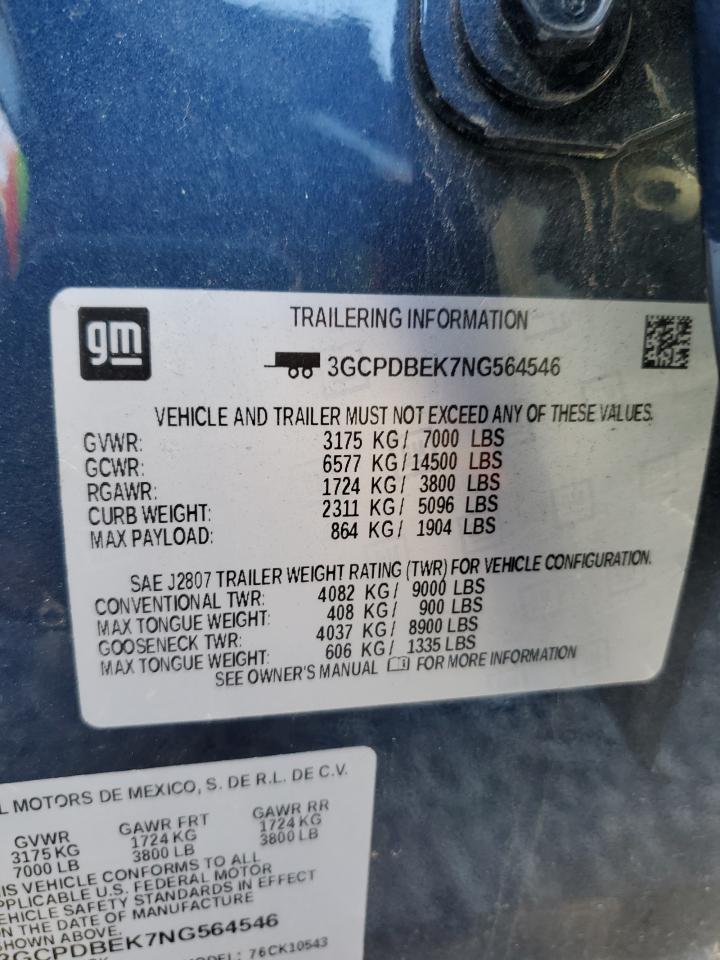 gm
TRAILERING INFORMATION
3GCPDBEK7NG564546
VEHICLE AND TRAILER MUST NOT EXCEED ANY OF THESE VALUES.
GVWR: 3175 KG/ 7000 LBS
GCWR: 6577 KG/14500 LBS
RGAWR: 1724 KG/ 3800 LBS
CURB WEIGHT: 2311 KG/ 5096 LBS
MAX PAYLOAD: 864 KG/ 1904 LBS
SAE J2807 TRAILER WEIGHT RATING (TWR) FOR VEHICLE CONFIGURATION.
CONVENTIONAL TWR: 4082 KG/ 9000 LBS
MAX TONGUE WEIGHT: 408 KG/ 900 LBS
GOOSENECK TWR: 4037 KG/ 8900 LBS
MAX TONGUE WEIGHT: 606 KG/ 1335 LBS
SEE OWNER'S MANUAL FOR MORE INFORMATION
L MOTORS DE MEXICO, S. DE R.L. DE C.V.
GVWR GAWR FRT GAWR RR
3175 KG 1724 KG 1724 KG
7000 LB 3800 LB 3800 LB
IS VEHICLE CONFORMS TO ALL
PPLICABLE U.S. FEDERAL MOTOR
EHICLE SAFETY STANDARDS IN EFFECT
N THE DATE OF MANUFACTURE
SHOWN ABOVE.
3GCPDBEK7NG564546
MODEL: 76CK10543